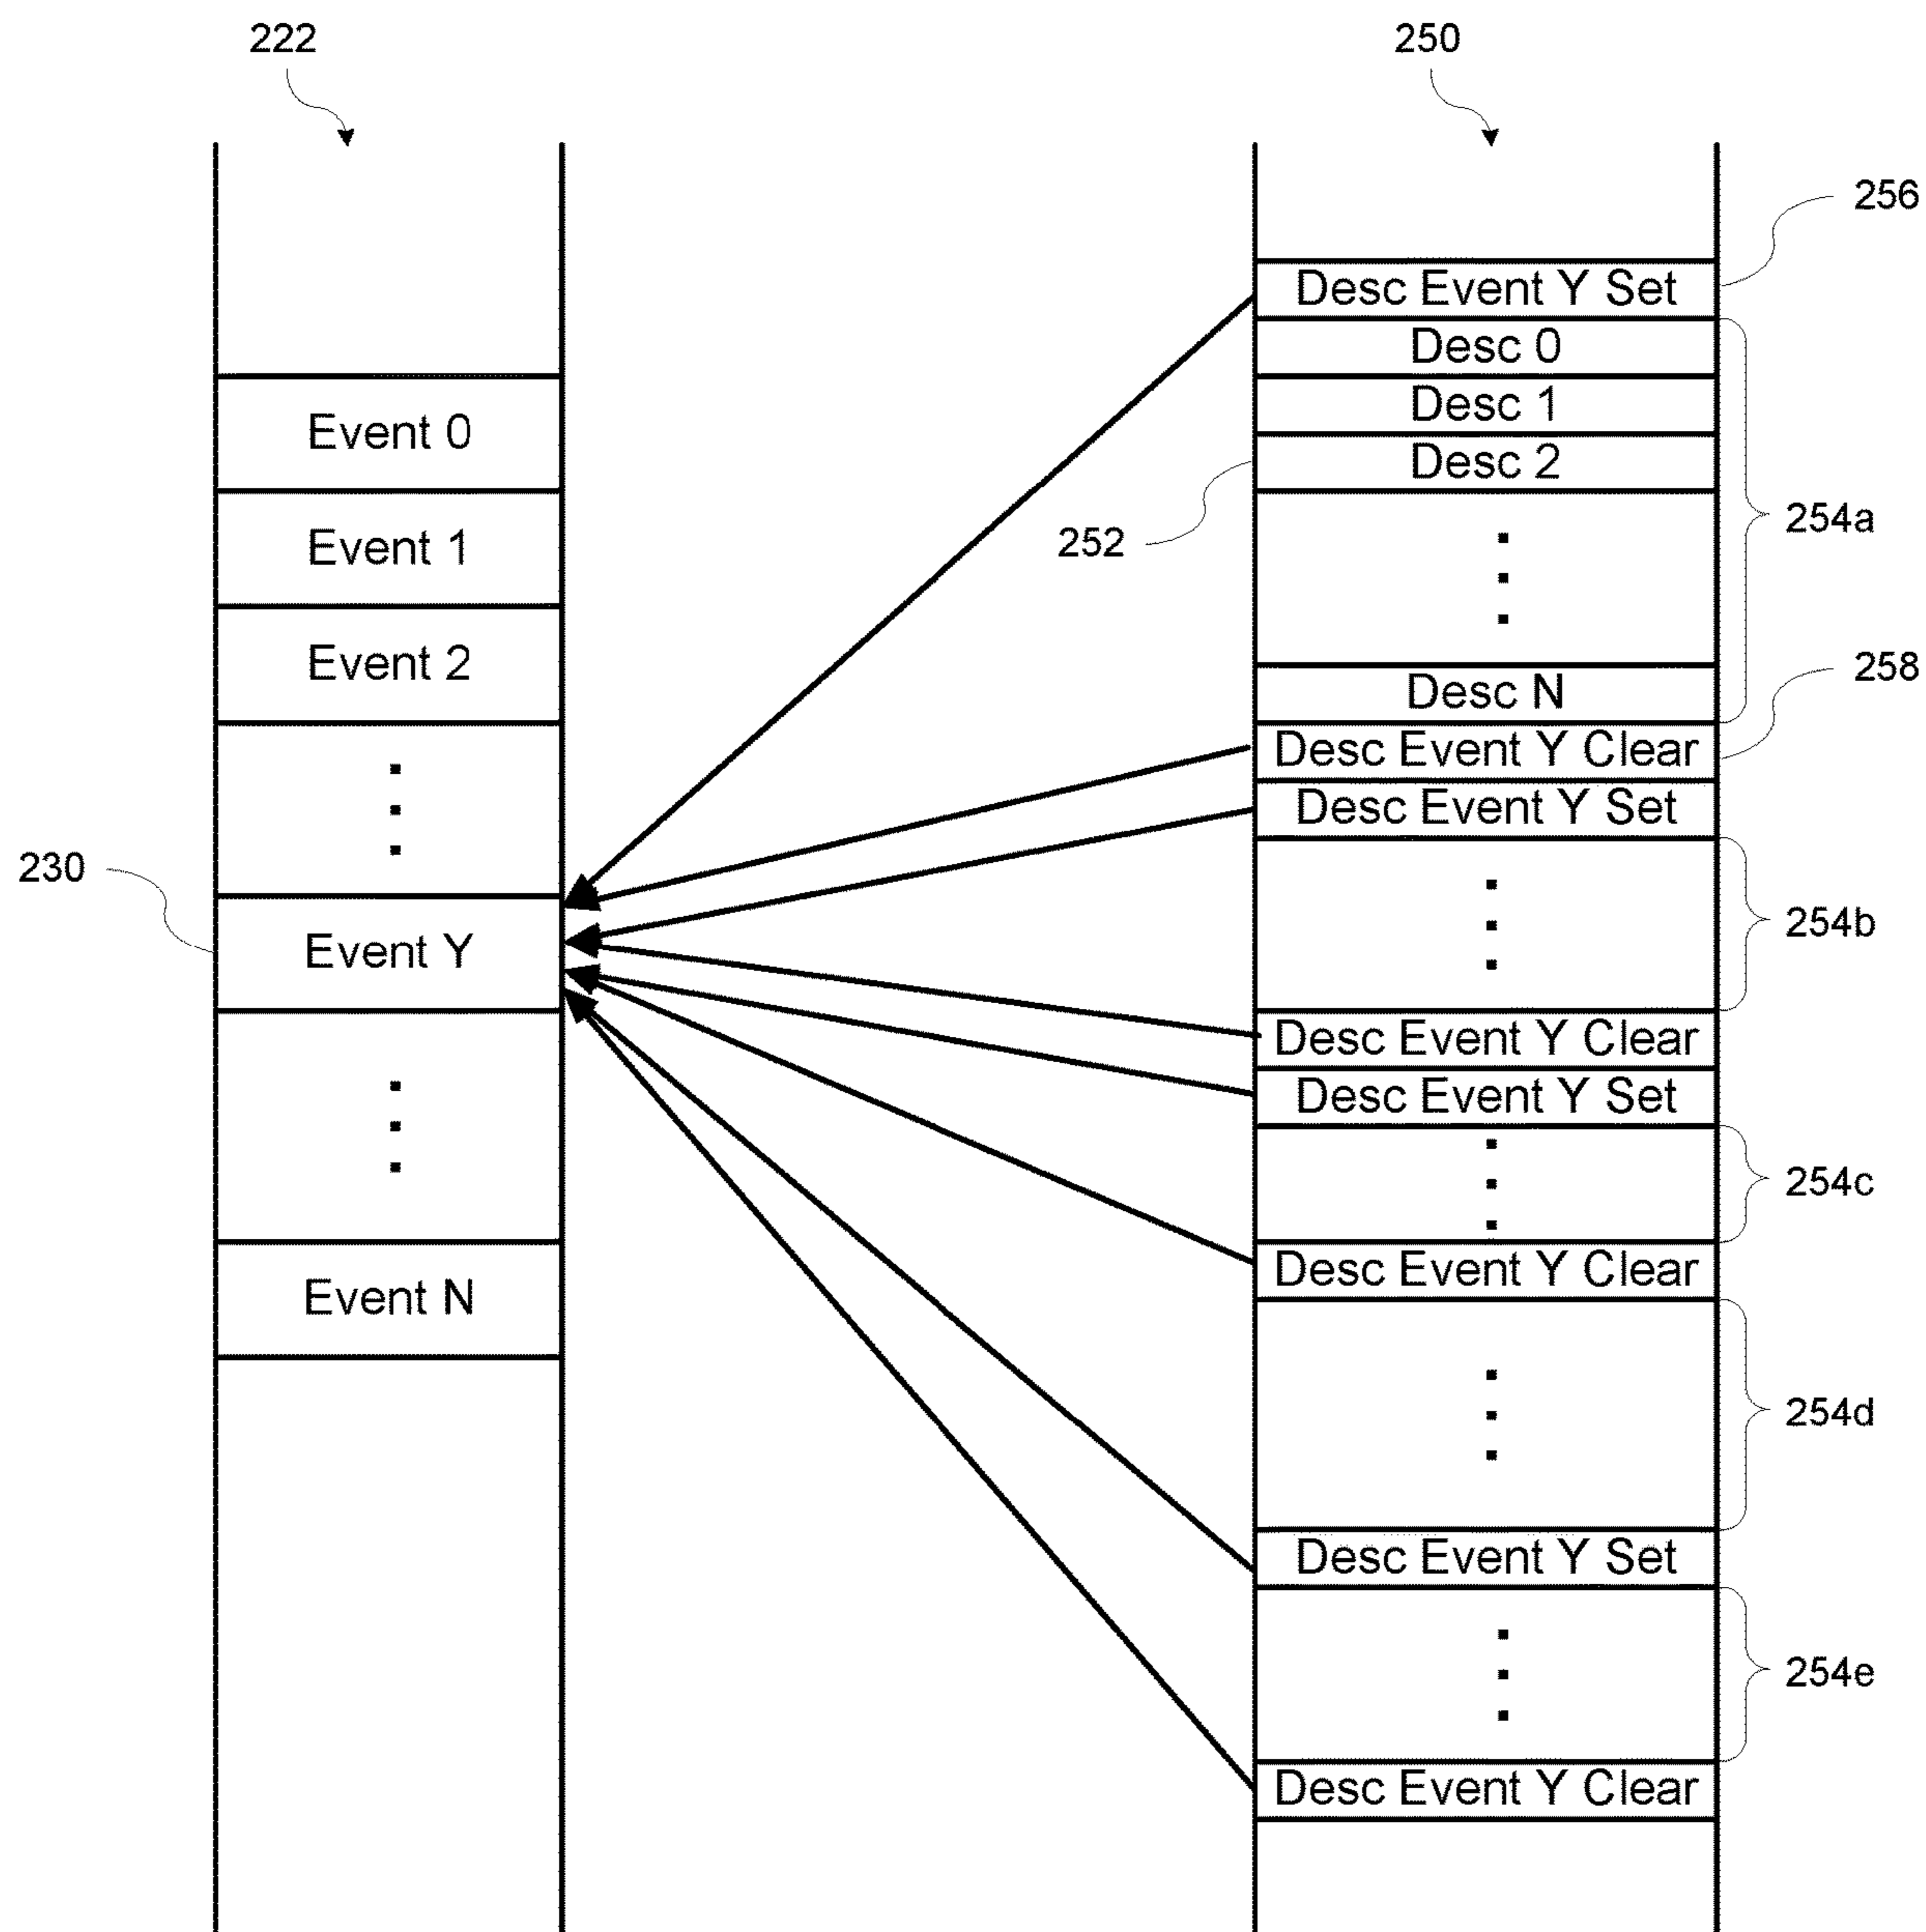 222
250
256
Desc Event Y Set
Desc 0
Desc 1
Event 0
Desc 2
254a
252
Event 1
Event 2
258
Desc N
Desc Event Y Clear
Desc Event Y Set
230
254b
Event Y
Desc Event Y Clear
Desc Event Y Set
254c
Desc Event Y Clear
Event N
254d
Desc Event Y Set
254e
Desc Event Y Clear